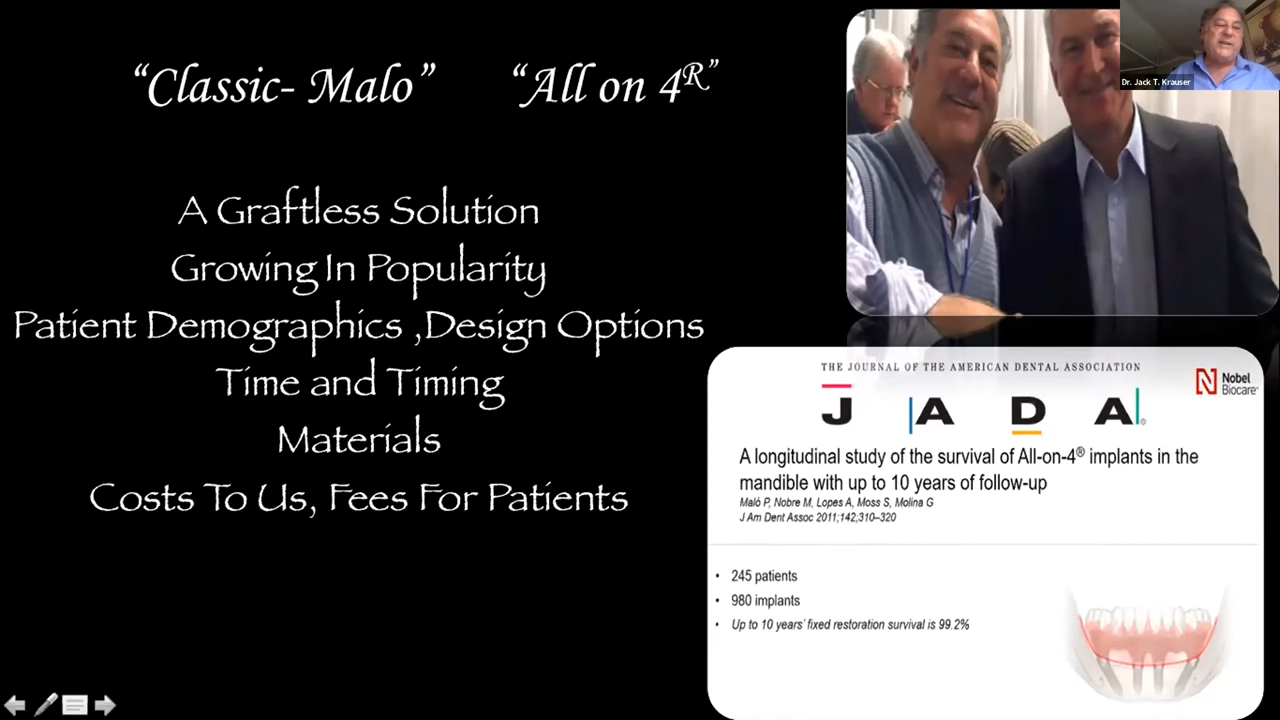 “Classic- Malo” “All on 4R”
A Graftless Solution
Growing In Popularity
Patient Demographics ,Design Options
Time and Timing
Materials
Costs To Us, Fees For Patients
Dr. Jack T. Krauser
THE JOURNAL OF THE AMERICAN DENTAL ASSOCIATION
Nobel
Biocare®
J A D A®
A longitudinal study of the survival of All-on-4® implants in the
mandible with up to 10 years of follow-up
Maló P, Nobre M, Lopes A, Moss S, Molina G
J Am Dent Assoc 2011;142;310–320
• 245 patients
• 980 implants
• Up to 10 years’ fixed restoration survival is 99.2%